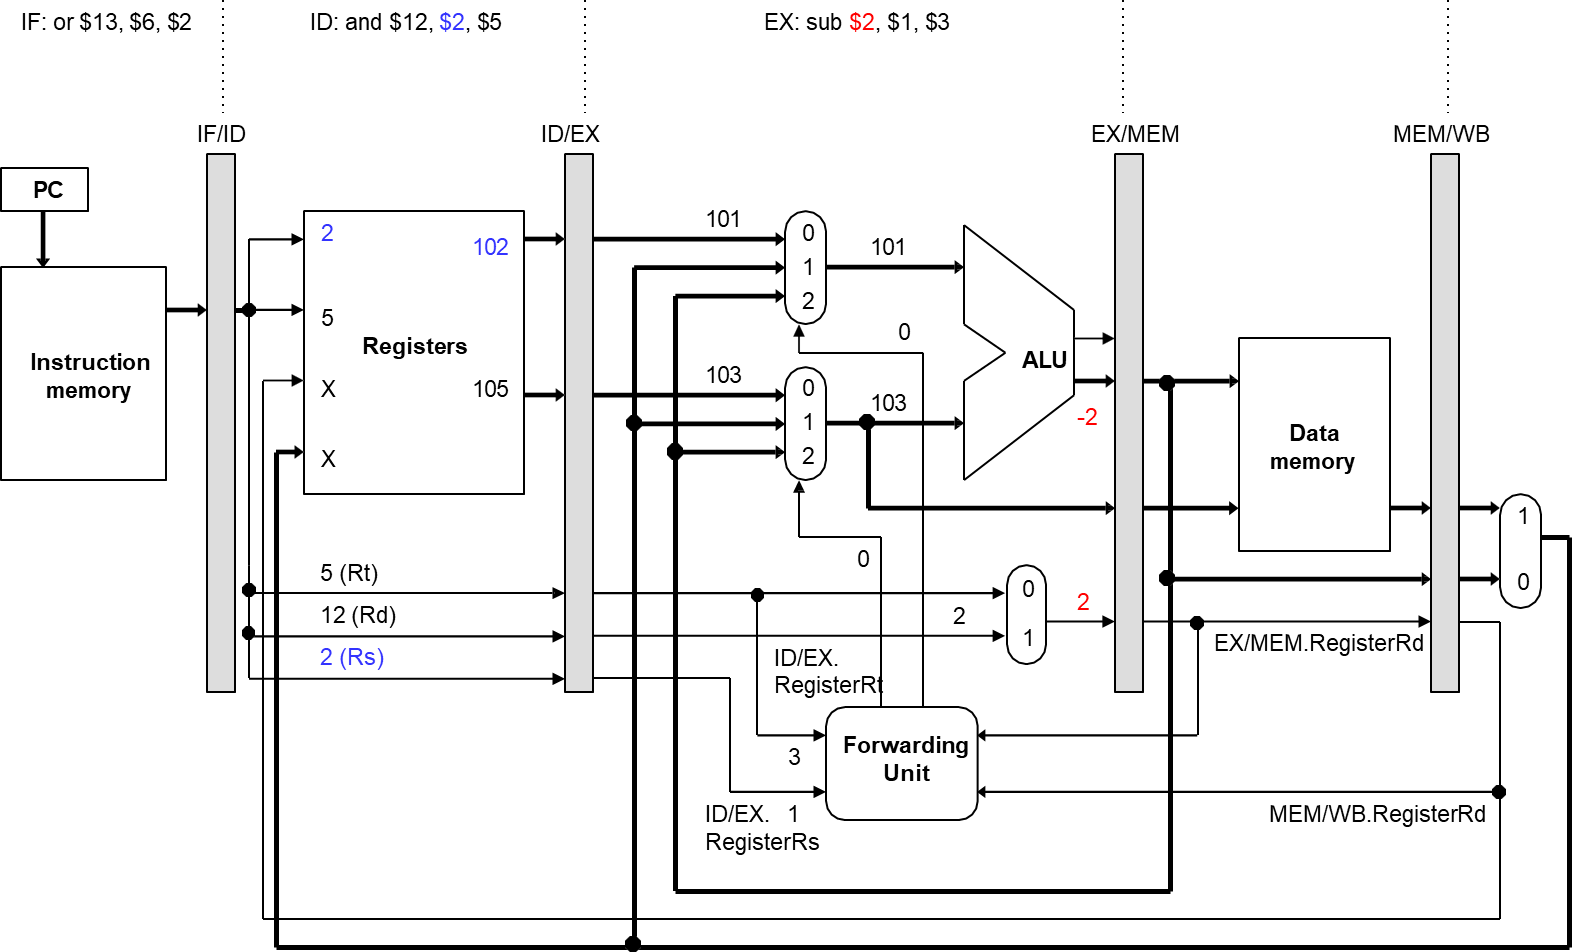 IF: or $13, $6, $2
ID: and $12, $2, $5
EX: sub $2, $1, $3
IF/ID
ID/EX
EX/MEM
MEM/WB
PC
Instruction
memory
2
5
X
X
102
105
Registers
101
103
0
1
2
0
1
2
101
103
0
0
ALU
-2
Data
memory
1
0
5 (Rt)
12 (Rd)
2 (Rs)
2
0
1
2
ID/EX.
RegisterRt
EX/MEM.RegisterRd
3
Forwarding
Unit
ID/EX. 1
RegisterRs
MEM/WB.RegisterRd